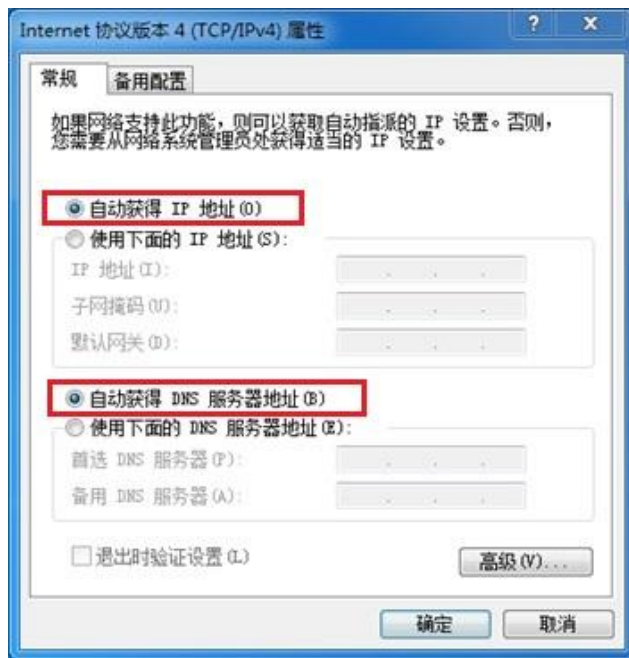 Internet 协议版本 4 (TCP/IPv4) 属性
?
x
常规
备用配置
如果网络支持此功能，则可以获取自动指派的 IP 设置。否则，
您需要从网络系统管理员处获得适当的 IP 设置。
自动获得 IP 地址(O)
使用下面的 IP 地址(S):
IP 地址(I):
子网掩码(U):
默认网关(D):
自动获得 DNS 服务器地址(B)
使用下面的 DNS 服务器地址(E):
首选 DNS 服务器(P):
备用 DNS 服务器(A):
退出时验证设置(L)
高级(V)...
确定
取消